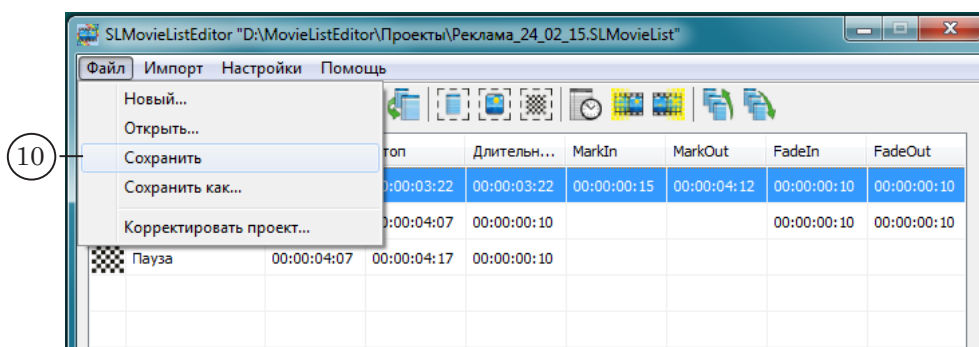 SLMovieListEditor "D:\MovieListEditor\Проекты\Реклама_24_02_15.SLMovieList"
Файл Импорт Настройки Помощь
Новый...
Открыть...
топ Длительн... MarkIn MarkOut FadeIn FadeOut
10 Сохранить
Сохранить как... :00:03:22 00:00:03:22 00:00:00:15 00:00:04:12 00:00:00:10 00:00:00:10
Корректировать проект... :00:04:07 00:00:00:10 00:00:00:10 00:00:00:10
Пауза 00:00:04:07 00:00:04:17 00:00:00:10